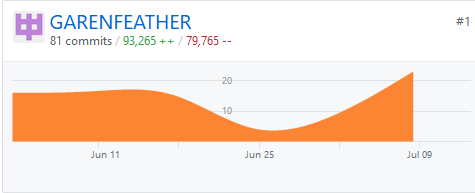 GARENFEATHER #1
81 commits / 93,265 ++ / 79,765 --
20
10
Jun 11 Jun 25 Jul 09